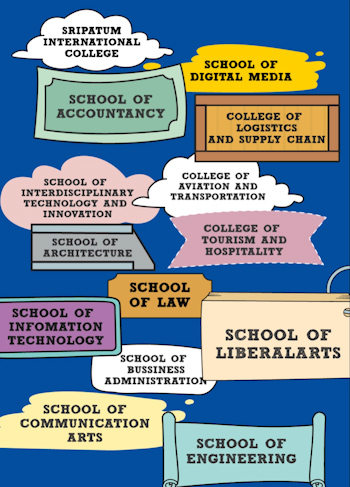 SRIPATUM
INTERNATIONAL
COLLEGE
SCHOOL OF
DIGITAL MEDIA
SCHOOL OF
ACCOUNTANCY
COLLEGE OF
LOGISTICS
AND SUPPLY CHAIN
SCHOOL OF
INTERDISCIPLINARY
TECHNOLOGY AND
INNOVATION
COLLEGE OF
AVIATION AND
TRANSPORTATION
SCHOOL OF
ARCHITECTURE
COLLEGE OF
TOURISM AND
HOSPITALITY
SCHOOL
OF LAW
SCHOOL OF
INFOMATION
TECHNOLOGY
SCHOOL OF
LIBERALARTS
SCHOOL OF
BUSSINESS
ADMINISTRATION
SCHOOL OF
COMMUNICATION
ARTS
SCHOOL OF
ENGINEERING